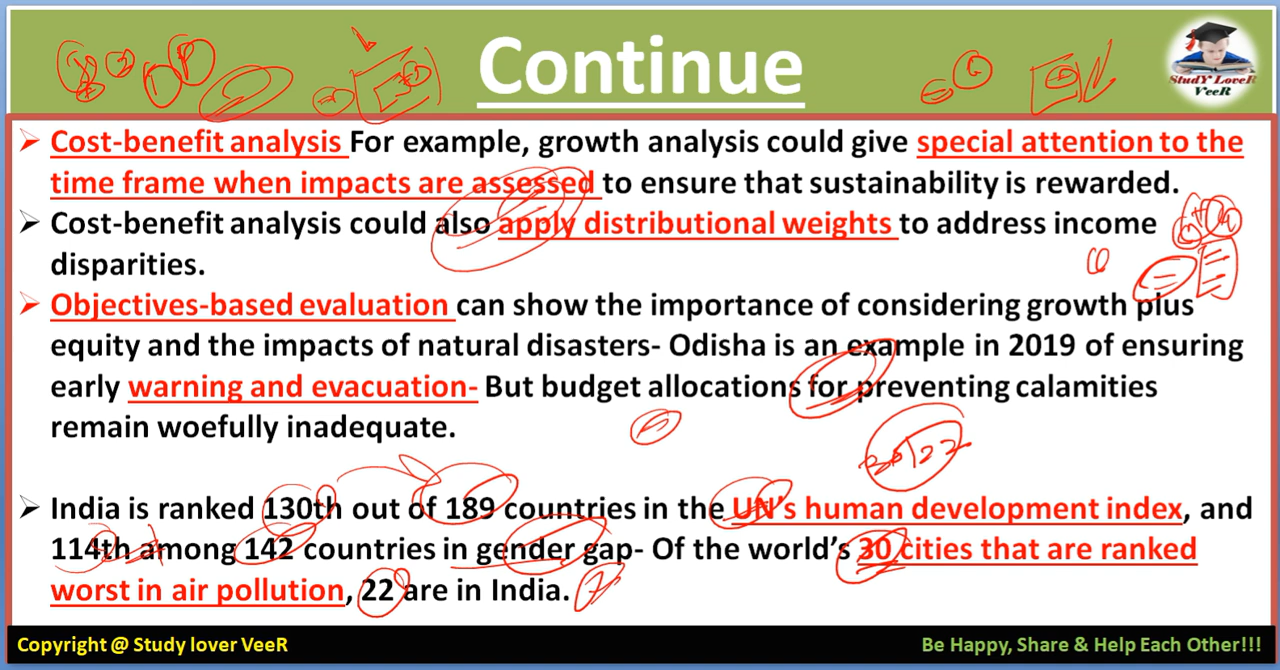 Continue
StudY LoveR
VeeR
➢ Cost-benefit analysis For example, growth analysis could give special attention to the
time frame when impacts are assessed to ensure that sustainability is rewarded.
➢ Cost-benefit analysis could also apply distributional weights to address income
disparities.
➢ Objectives-based evaluation can show the importance of considering growth plus
equity and the impacts of natural disasters- Odisha is an example in 2019 of ensuring
early warning and evacuation- But budget allocations for preventing calamities
remain woefully inadequate.
30/22
➢ India is ranked 130th out of 189 countries in the UN's human development index, and
114th among 142 countries in gender gap- Of the world's 30 cities that are ranked
worst in air pollution, 22 are in India.
Copyright @ Study lover VeeR
Be Happy, Share & Help Each Other!!!